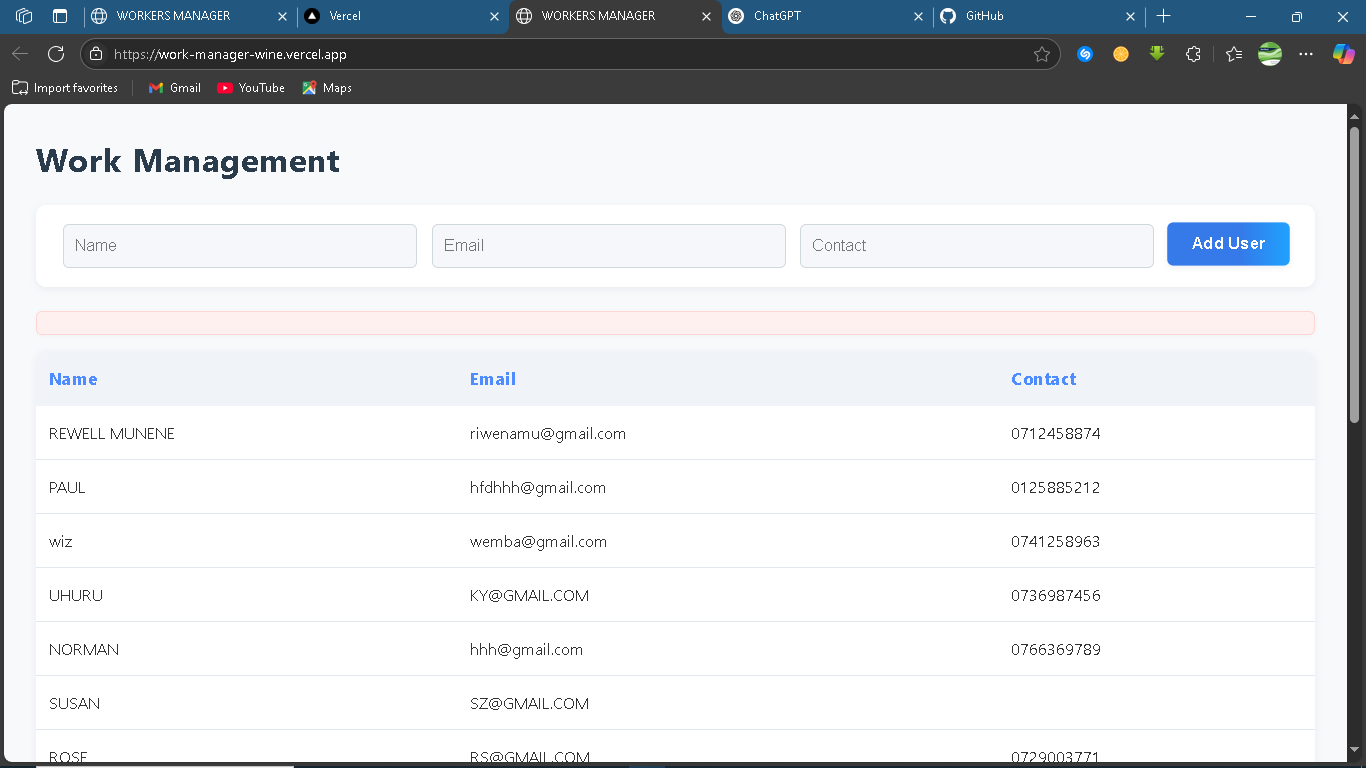 WORKERS MANAGER
Vercel
WORKERS MANAGER
ChatGPT
GitHub
https://work-manager-wine.vercel.app
Import favorites
Gmail
YouTube
Maps
Work Management
Name
Email
Contact
Add User
Name Email Contact
REWELL MUNENE riwenamu@gmail.com 0712458874
PAUL hfdhhh@gmail.com 0125885212
wiz wemba@gmail.com 0741258963
UHURU KY@GMAIL.COM 0736987456
NORMAN hhh@gmail.com 0766369789
SUSAN SZ@GMAIL.COM
ROSE RS@GMAIL.COM 0729003771